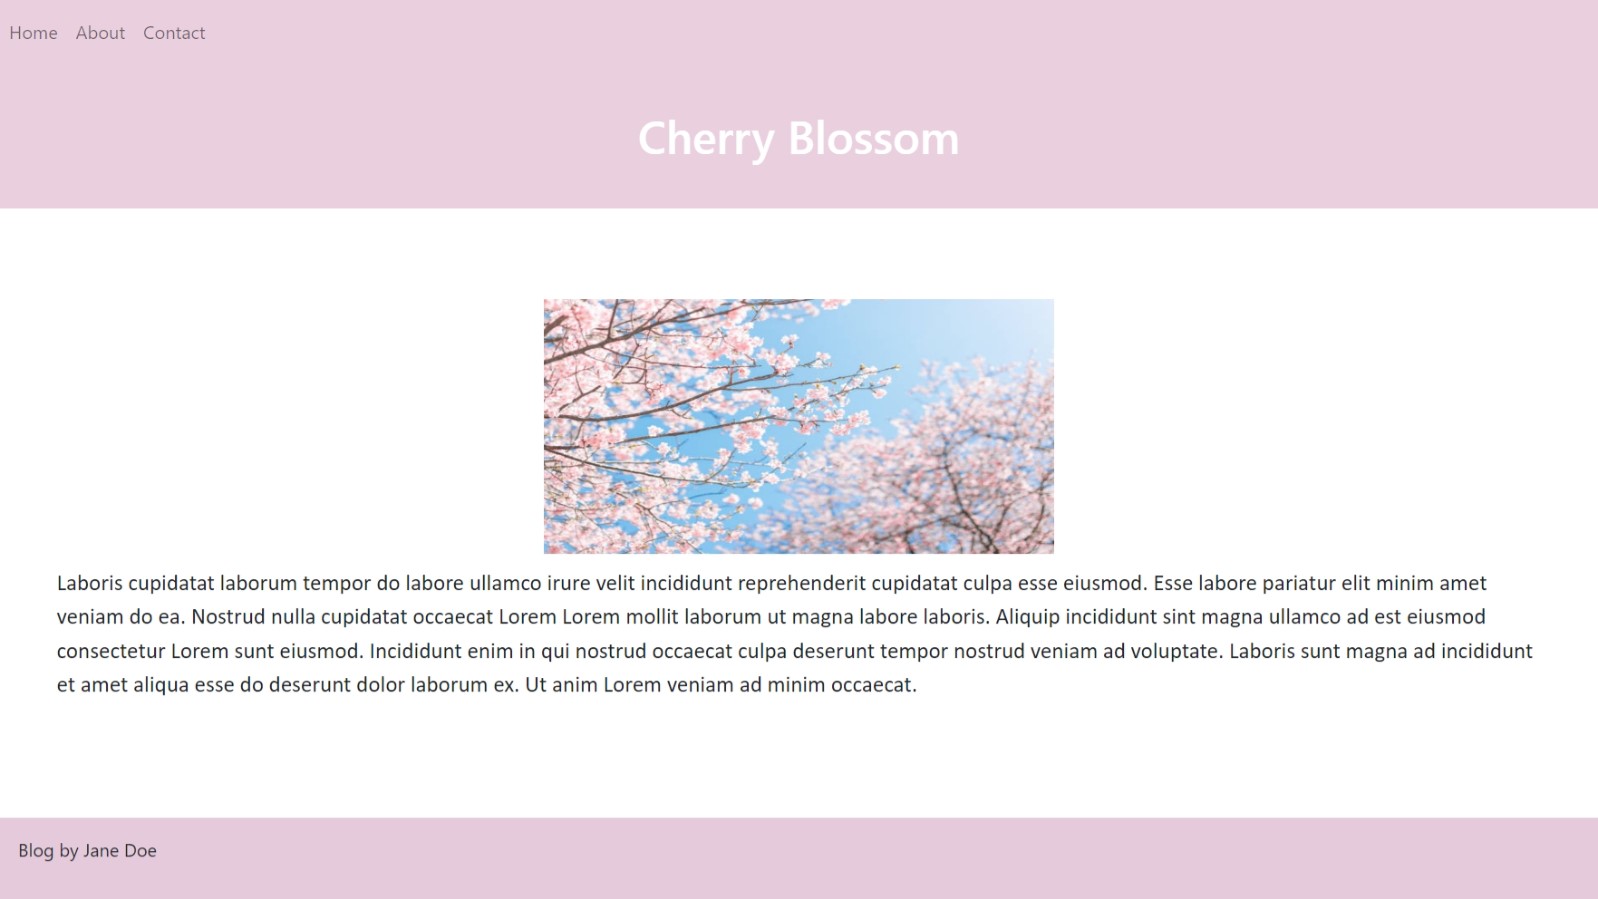 Home About Contact
Cherry Blossom
Laboris cupidatat laborum tempor do labore ullamco irure velit incididunt reprehenderit cupidatat culpa esse eiusmod. Esse labore pariatur elit minim amet
veniam do ea. Nostrud nulla cupidatat occaecat Lorem Lorem mollit laborum ut magna labore laboris. Aliquip incididunt sint magna ullamco ad est eiusmod
consectetur Lorem sunt eiusmod. Incididunt enim in qui nostrud occaecat culpa deserunt tempor nostrud veniam ad voluptate. Laboris sunt magna ad incididunt
et amet aliqua esse do deserunt dolor laborum ex. Ut anim Lorem veniam ad minim occaecat.
Blog by Jane Doe